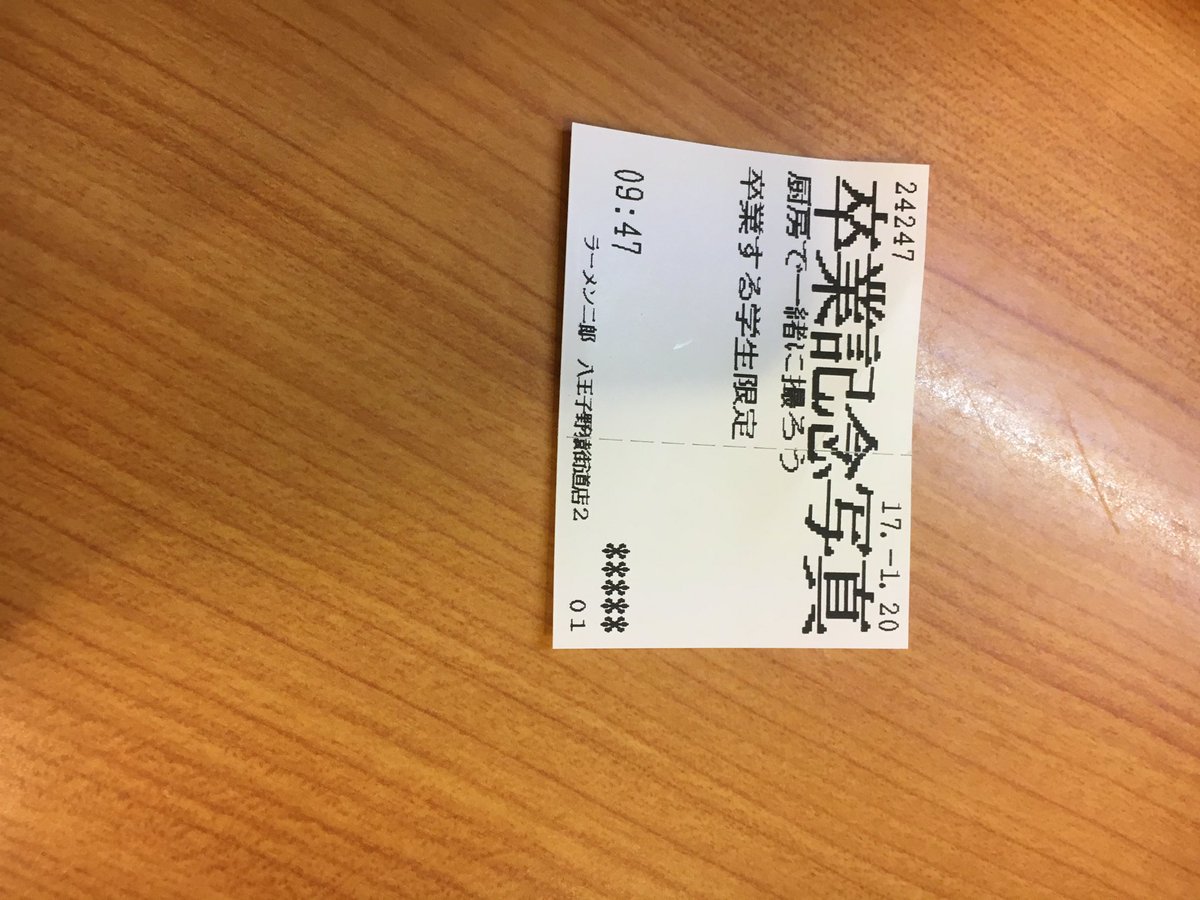 24247 17.-1.20
卒業記念写真
厨房で一緒に撮ろう
卒業する学生限定
09:47 ******
ラーメン二郎 八王子野猿街道店2 01